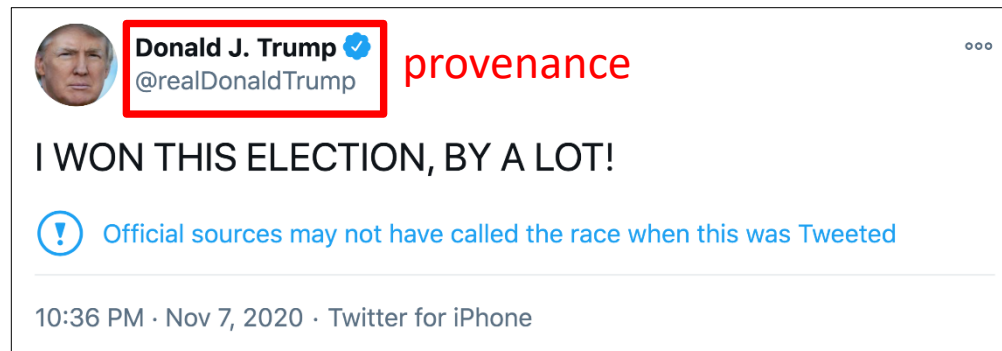 Donald J. Trump
@realDonaldTrump
provenance
I WON THIS ELECTION, BY A LOT!
Official sources may not have called the race when this was Tweeted
10:36 PM · Nov 7, 2020 · Twitter for iPhone